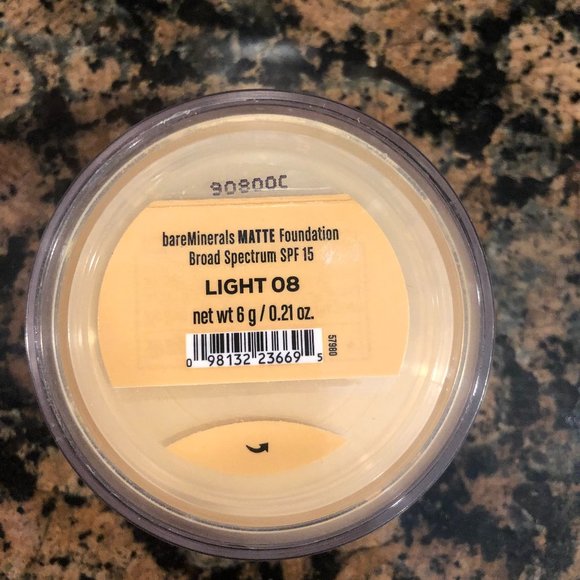 bareMinerals MATTE Foundation
Broad Spectrum SPF 15
LIGHT 08
net wt 6 g / 0.21 oz.
57980
0 98132 23669 5